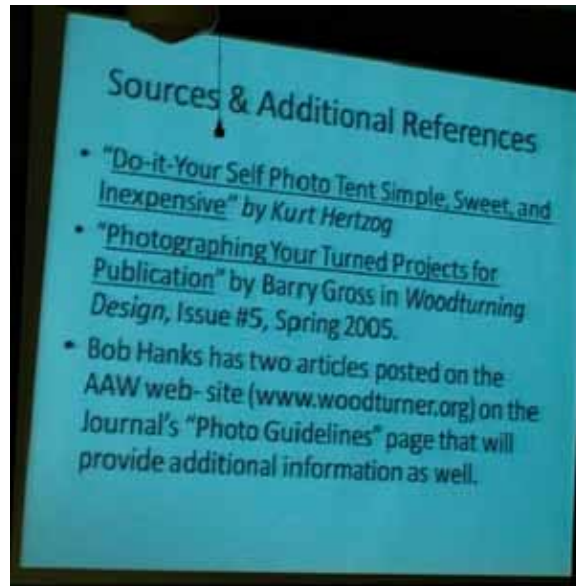 Sources & Additional References
• "Do-it-Your Self Photo Tent Simple, Sweet, and
Inexpensive" by Kurt Hertzog
• "Photographing Your Turned Projects for
Publication" by Barry Gross in Woodturning
Design, Issue #5, Spring 2005.
• Bob Hanks has two articles posted on the
AAW web- site (www.woodturner.org) on the
Journal's "Photo Guidelines" page that will
provide additional information as well.